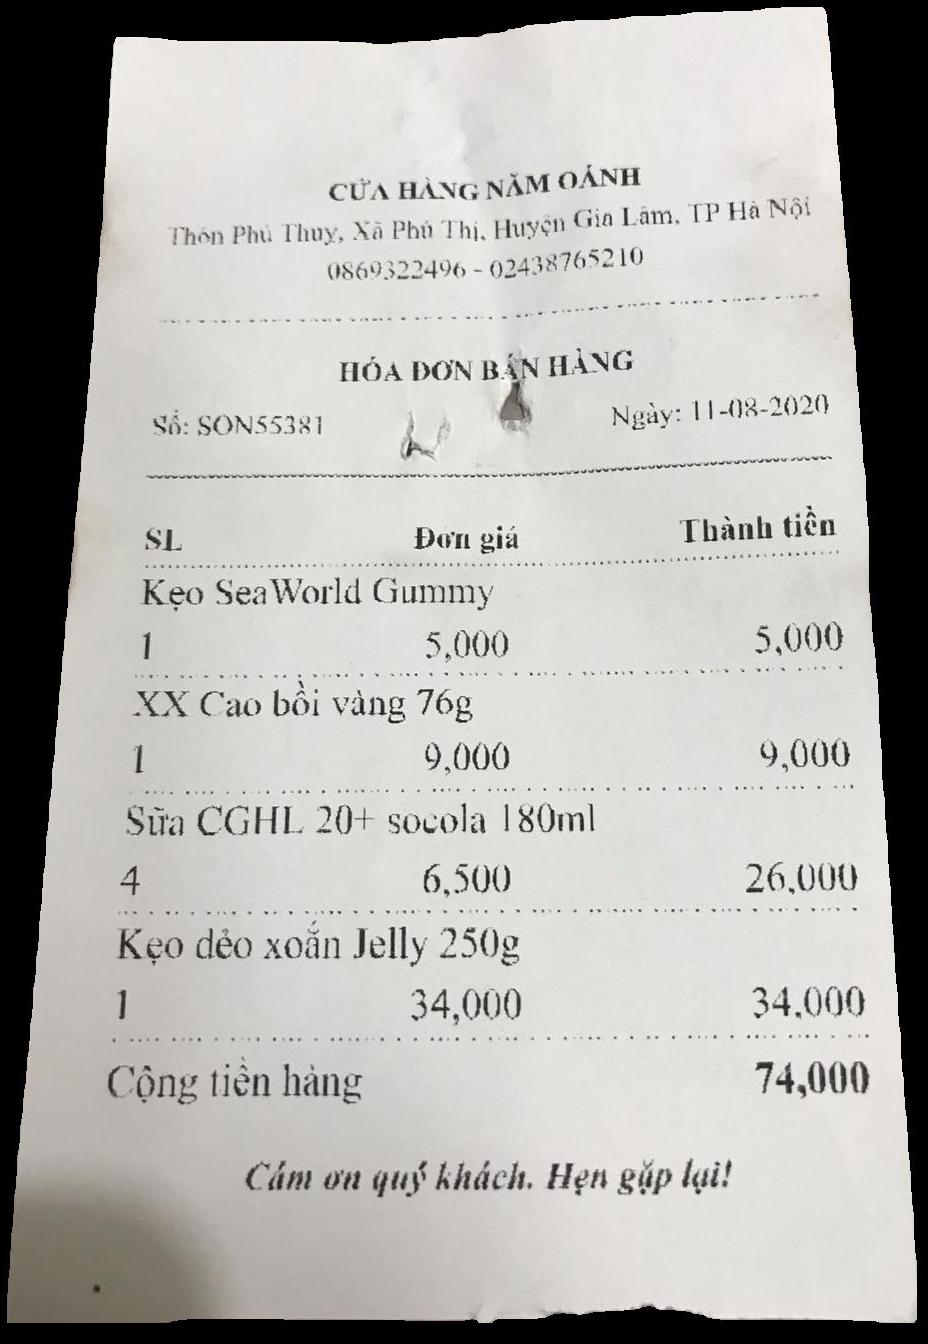 CỬA HÀNG NĂM OÁNH
Thôn Phú Thuỵ, Xã Phú Thị, Huyện Gia Lâm, TP Hà Nội
0869322496 - 02438765210
HÓA ĐƠN BÁN HÀNG
Số: SON55381 Ngày: 11-08-2020
SL Đơn giá Thành tiền
Kẹo SeaWorld Gummy
1 5,000 5,000
XX Cao bồi vàng 76g
1 9,000 9,000
Sữa CGHL 20+ socola 180ml
4 6,500 26,000
Kẹo dẻo xoắn Jelly 250g
1 34,000 34,000
Cộng tiền hàng 74,000
Cám ơn quý khách. Hẹn gặp lại!